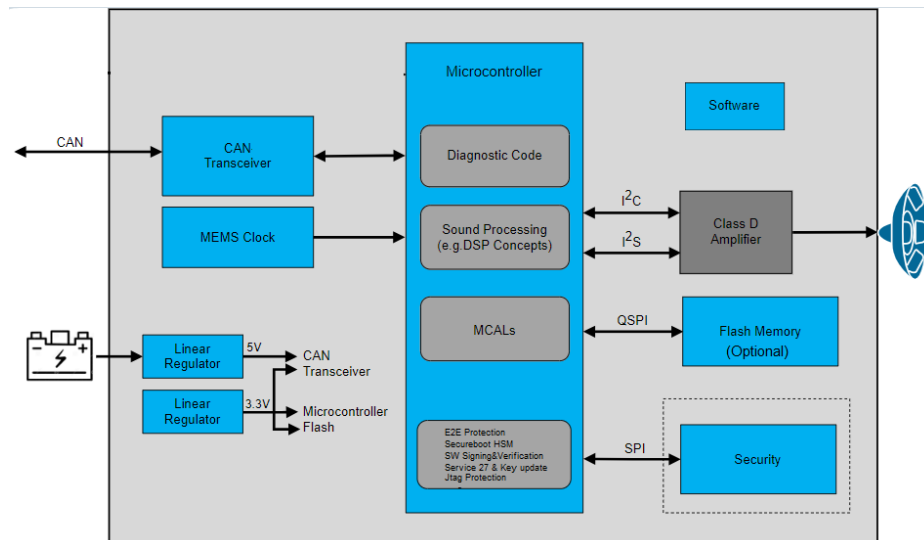 Microcontroller
Software
CAN
CAN
Transceiver
Diagnostic Code
MEMS Clock
Sound Processing
(e.g.DSP Concepts)
I²C
I²S
Class D
Amplifier
MCALs
QSPI
Flash Memory
(Optional)
- +
Linear
Regulator
5V
CAN
Transceiver
Linear
Regulator
3.3V
Microcontroller
Flash
E2E Protection
Secureboot HSM
SW Signing&Verification
Service 27 & Key update
Jtag Protection
SPI
Security